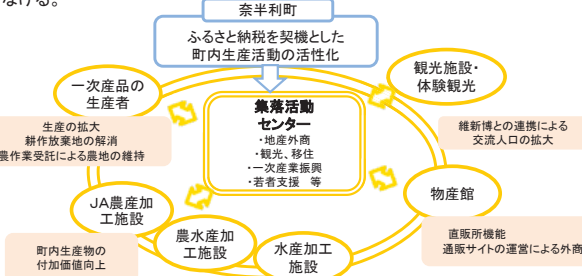 なける。
奈半利町
ふるさと納税を契機とした
町内生産活動の活性化
一次産品の
生産者
観光施設・
体験観光
集落活動
センター
・地産外商
・観光、移住
・一次産業振興
・若者支援　等
生産の拡大
耕作放棄地の解消
農作業受託による農地の維持
維新博との連携による
交流人口の拡大
JA農産加
工施設
物産館
農水産加
工施設
水産加工
施設
町内生産物の
付加価値向上
直販所機能
通販サイトの運営による外商